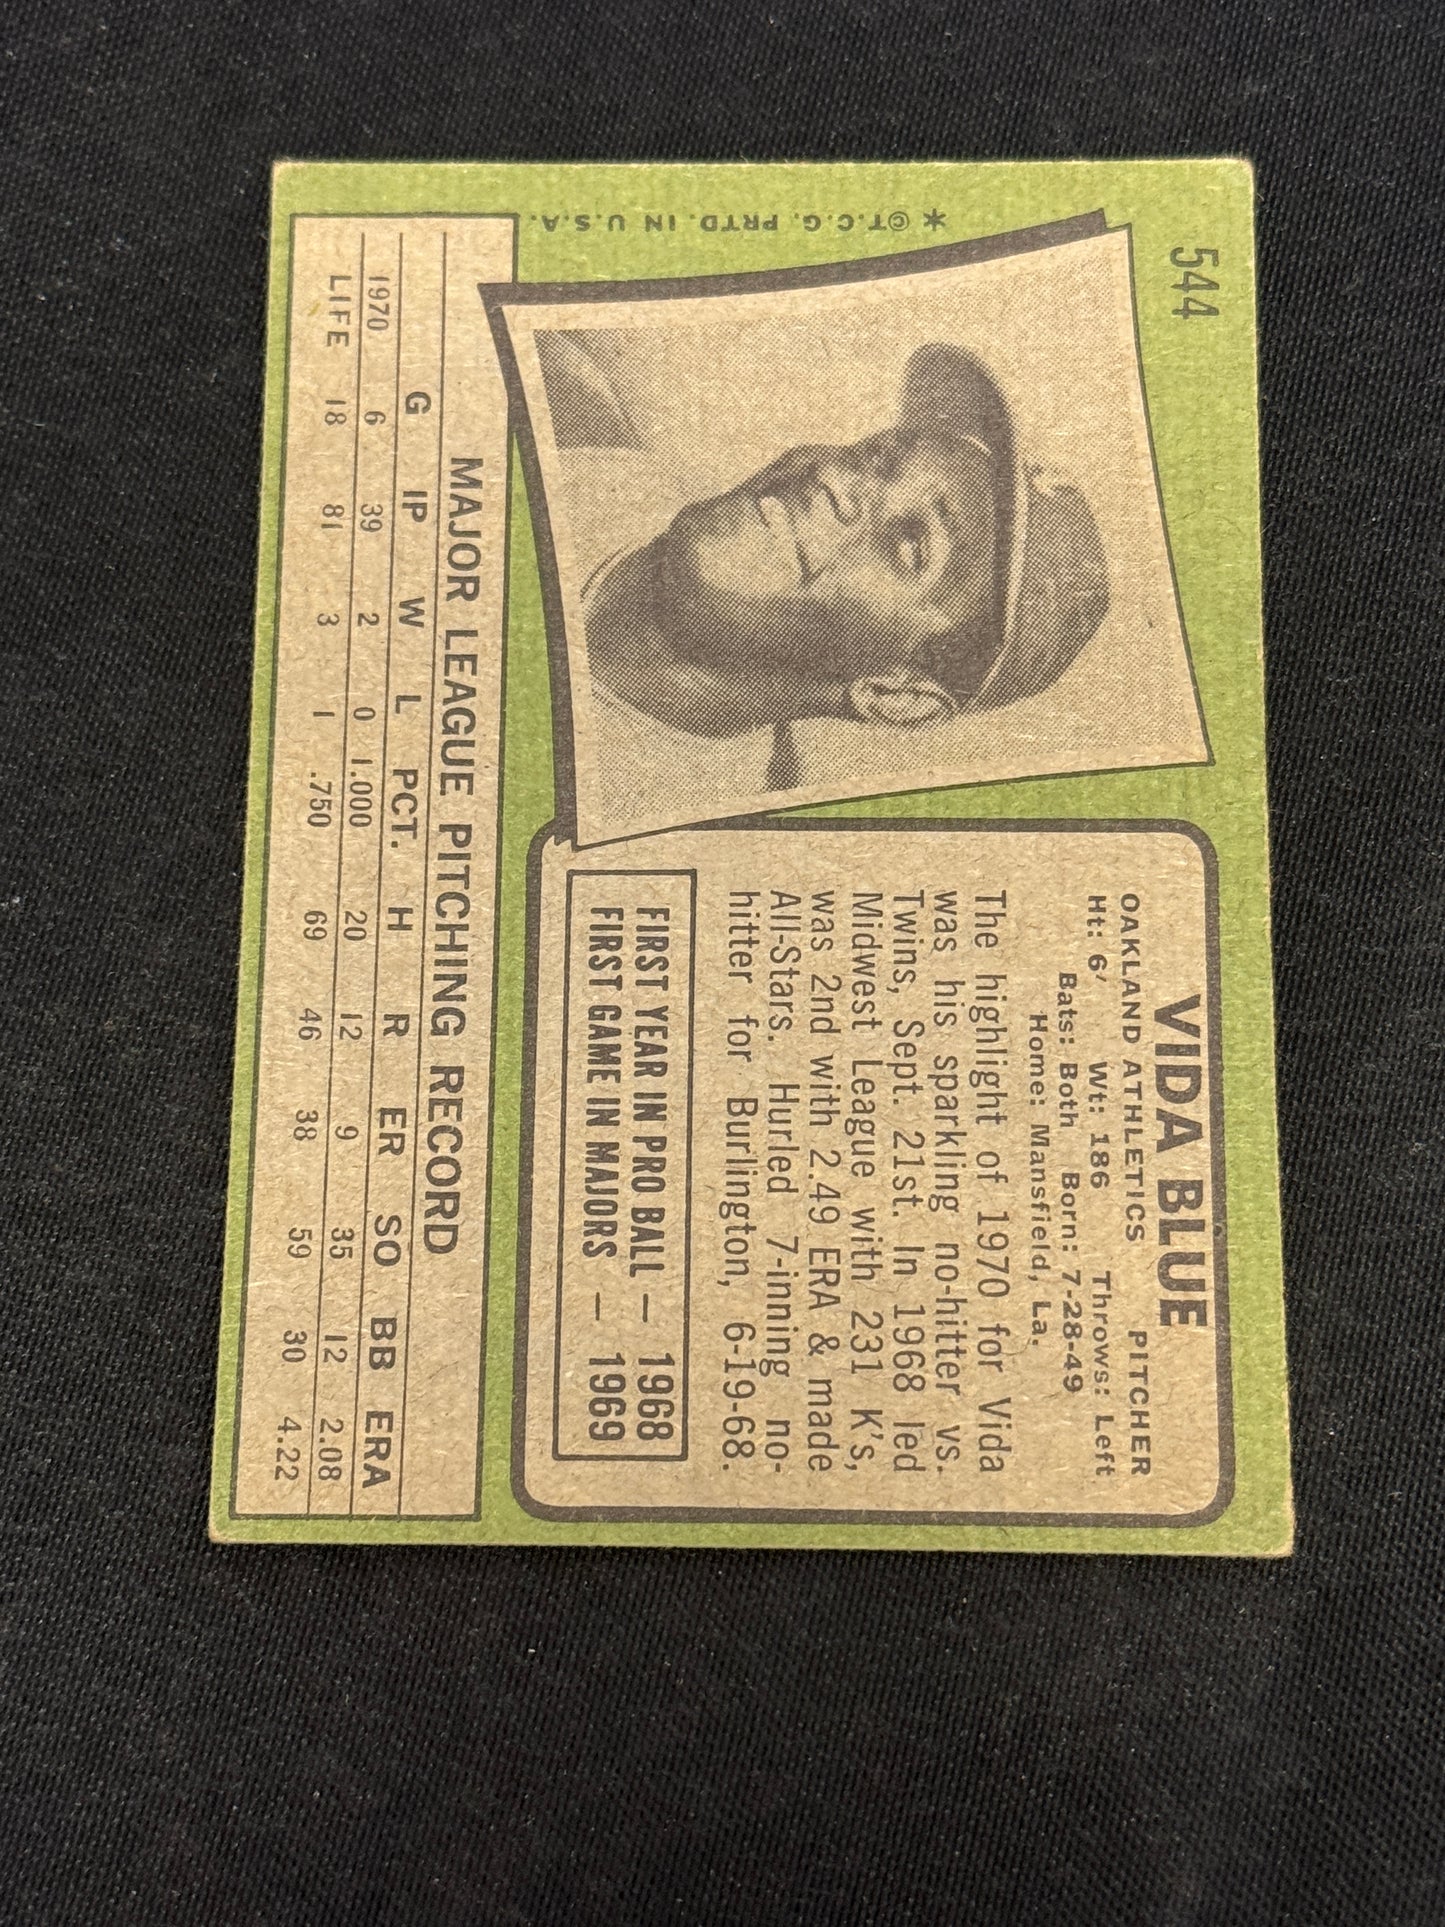 544
* ©T.C.G. PRTD. IN U.S.A.
VIDA BLUE
OAKLAND ATHLETICS PITCHER
Ht: 6' Wt: 186 Throws: Left
Bats: Both Born: 7-28-49
Home: Mansfield, La.
The highlight of 1970 for Vida
was his sparkling no-hitter vs.
Twins, Sept. 21st. In 1968 led
Midwest League with 231 K's,
was 2nd with 2.49 ERA & made
All-Stars. Hurled 7-inning no-
hitter for Burlington, 6-19-68.
FIRST YEAR IN PRO BALL — 1968
FIRST GAME IN MAJORS — 1969
MAJOR LEAGUE PITCHING RECORD
G IP W L PCT. H R ER SO BB ERA
1970 6 39 2 0 1.000 20 12 9 35 12 2.08
LIFE 18 81 3 1 .750 69 46 38 59 30 4.22